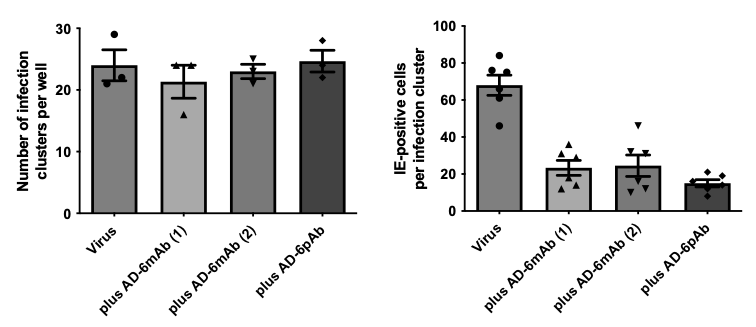 Number of infection
clusters per well
30
20
10
0
Virus
plus AD-6mAb (1)
plus AD-6mAb (2)
plus AD-6pAb
IE-positive cells
per infection cluster
100
80
60
40
20
0
Virus
plus AD-6mAb (1)
plus AD-6mAb (2)
plus AD-6pAb